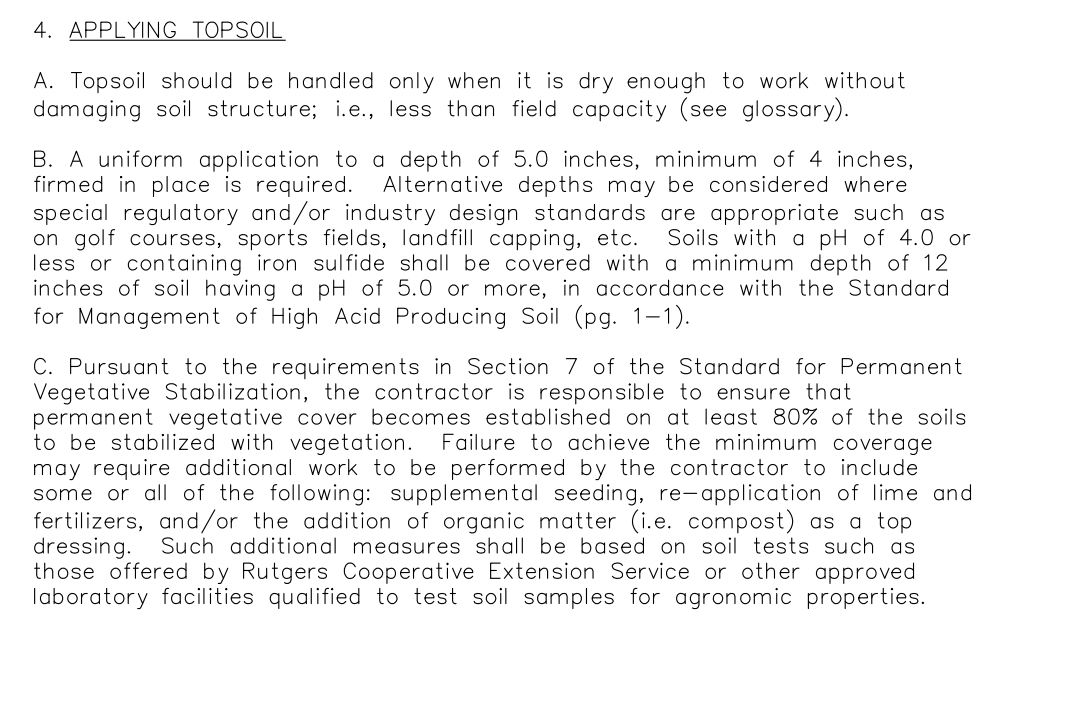 4. APPLYING TOPSOIL
A. Topsoil should be handled only when it is dry enough to work without
damaging soil structure; i.e., less than field capacity (see glossary).
B. A uniform application to a depth of 5.0 inches, minimum of 4 inches,
firmed in place is required. Alternative depths may be considered where
special regulatory and/or industry design standards are appropriate such as
on golf courses, sports fields, landfill capping, etc. Soils with a pH of 4.0 or
less or containing iron sulfide shall be covered with a minimum depth of 12
inches of soil having a pH of 5.0 or more, in accordance with the Standard
for Management of High Acid Producing Soil (pg. 1-1).
C. Pursuant to the requirements in Section 7 of the Standard for Permanent
Vegetative Stabilization, the contractor is responsible to ensure that
permanent vegetative cover becomes established on at least 80% of the soils
to be stabilized with vegetation. Failure to achieve the minimum coverage
may require additional work to be performed by the contractor to include
some or all of the following: supplemental seeding, re-application of lime and
fertilizers, and/or the addition of organic matter (i.e. compost) as a top
dressing. Such additional measures shall be based on soil tests such as
those offered by Rutgers Cooperative Extension Service or other approved
laboratory facilities qualified to test soil samples for agronomic properties.